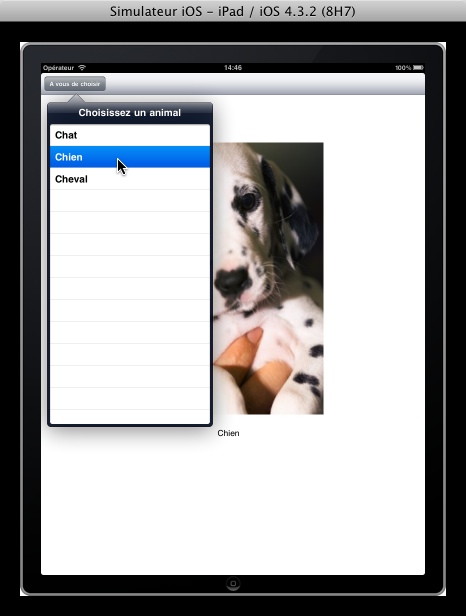 Simulateur iOS - iPad / iOS 4.3.2 (8H7)
Opérateur 14:46 100%
A vous de choisir
Choisissez un animal
Chat
Chien
Cheval
Chien